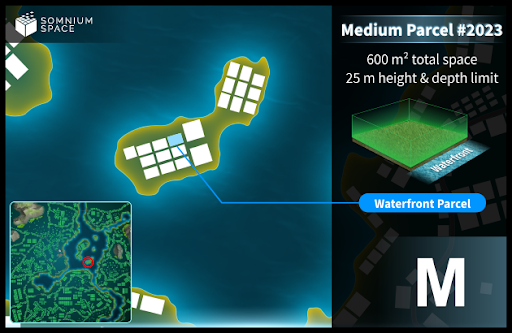 SOMNIUM
SPACE
Medium Parcel #2023
600 m² total space
25 m height & depth limit
Waterfront
Waterfront Parcel
M